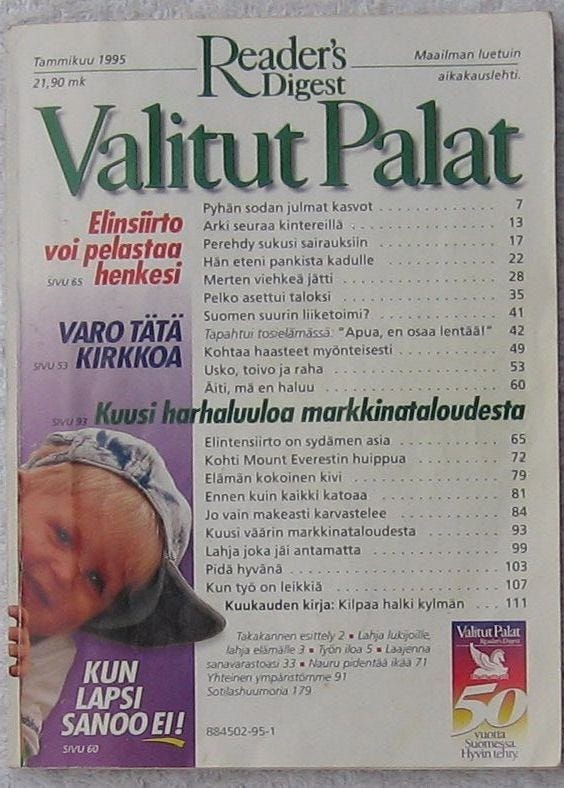 Tammikuu 1995
21,90 mk
Reader's
Digest
Maailman luetuin
aikakauslehti.
Valitut Palat
Elinsiirto
voi pelastaa
henkesi
SIVU 65
VARO TÄTÄ
KIRKKOA
SIVU 53
Pyhän sodan julmat kasvot . . . . . . . . . . . . . . 7
Arki seuraa kintereillä . . . . . . . . . . . . . . . . . 13
Perehdy sukusi sairauksiin . . . . . . . . . . . . . . 17
Hän eteni pankista kadulle . . . . . . . . . . . . . 22
Merten viehkeä jätti . . . . . . . . . . . . . . . . . . 28
Pelko asettui taloksi . . . . . . . . . . . . . . . . . . 35
Suomen suurin liiketoimi? . . . . . . . . . . . . . . 41
Tapahtui tosielämässä: "Apua, en osaa lentää!" 42
Kohtaa haasteet myönteisesti . . . . . . . . . . . 49
Usko, toivo ja raha . . . . . . . . . . . . . . . . . . . 53
Äiti, mä en haluu . . . . . . . . . . . . . . . . . . . . 60
SIVU 93 Kuusi harhaluuloa markkinataloudesta
Elintensiirto on sydämen asia . . . . . . . . . . . 65
Kohti Mount Everestin huippua . . . . . . . . . 72
Elämän kokoinen kivi . . . . . . . . . . . . . . . . . 79
Ennen kuin kaikki katoaa . . . . . . . . . . . . . . 81
Jo vain makeasti karvastelee . . . . . . . . . . . . 84
Kuusi väärin markkinataloudesta . . . . . . . . 93
Lahja joka jäi antamatta . . . . . . . . . . . . . . . 99
Pidä hyvänä . . . . . . . . . . . . . . . . . . . . . . . 103
Kun työ on leikkiä . . . . . . . . . . . . . . . . . . 107
Kuukauden kirja: Kilpaa halki kylmän . . . 111
Takakannen esittely 2 ▪ Lahja lukijoille,
lahja elämälle 3 ▪ Työn iloa 5 ▪ Laajenna
sanavarastoasi 33 ▪ Nauru pidentää ikää 71
Yhteinen ympäristömme 91
Sotilashuumoria 179
KUN
LAPSI
SANOO EI!
SIVU 60
884502-95-1
Valitut Palat
Reader's Digest
50
vuotta
Suomessa.
Hyvin tehty.